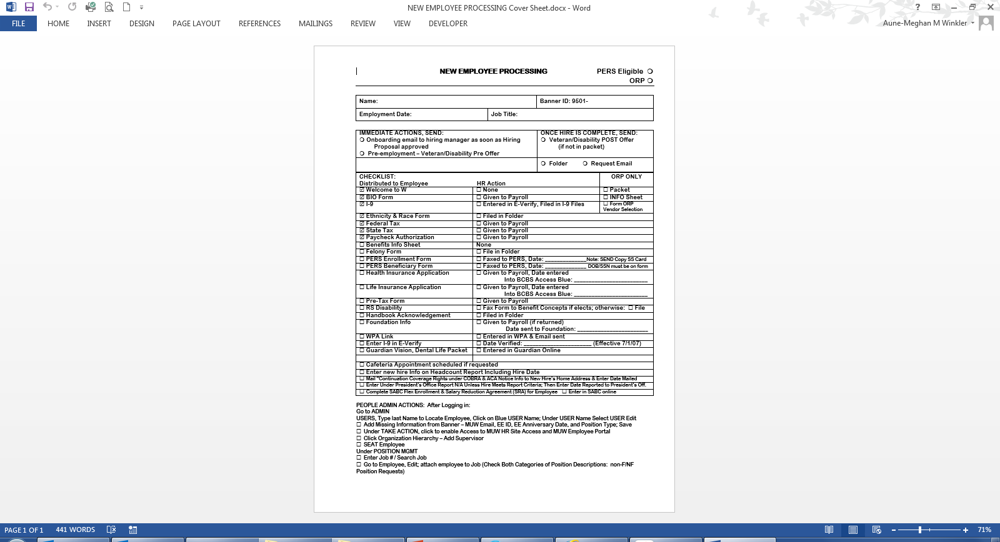 NEW EMPLOYEE PROCESSING Cover Sheet.docx - Word
?
FILE HOME INSERT DESIGN PAGE LAYOUT REFERENCES MAILINGS REVIEW VIEW DEVELOPER Aune-Meghan M Winkler
NEW EMPLOYEE PROCESSING PERS Eligible
ORP
Name: Banner ID: 9501-
Employment Date: Job Title:
IMMEDIATE ACTIONS, SEND: ONCE HIRE IS COMPLETE, SEND:
Onboarding email to hiring manager as soon as Hiring Veteran/Disability POST Offer
Proposal approved (if not in packet)
Pre-employment – Veteran/Disability Pre Offer
Folder Request Email
CHECKLIST: ORP ONLY
Distributed to Employee HR Action
☑ Welcome to W ☐ None ☐ Packet
☑ BIO Form ☐ Given to Payroll ☐ INFO Sheet
☑ I-9 ☐ Entered in E-Verify, Filed in I-9 Files ☐ Form ORP
Vendor Selection
☑ Ethnicity & Race Form ☐ Filed in Folder
☑ Federal Tax ☐ Given to Payroll
☑ State Tax ☐ Given to Payroll
☑ Paycheck Authorization ☐ Given to Payroll
☐ Benefits Info Sheet None
☐ Felony Form ☐ File in Folder
☐ PERS Enrollment Form ☐ Faxed to PERS, Date: ______________Note: SEND Copy SS Card
☐ PERS Beneficiary Form ☐ Faxed to PERS, Date: ______________ DOB/SSN must be on form
☐ Health Insurance Application ☐ Given to Payroll, Date entered
Into BCBS Access Blue: _________________________
☐ Life Insurance Application ☐ Given to Payroll, Date entered
Into BCBS Access Blue: _________________________
☐ Pre-Tax Form ☐ Given to Payroll
☐ RS Disability ☐ Fax Form to Benefit Concepts if elects; otherwise: ☐ File
☐ Handbook Acknowledgement ☐ Filed in Folder
☐ Foundation Info ☐ Given to Payroll (if returned)
Date sent to Foundation: ________________________
☐ WPA Link ☐ Entered in WPA & Email sent
☐ Enter I-9 in E-Verify ☐ Date Verified: _______________________ (Effective 7/1/07)
☐ Guardian Vision, Dental Life Packet ☐ Entered in Guardian Online
☐ Cafeteria Appointment scheduled if requested
☐ Enter new hire Info on Headcount Report Including Hire Date
☐ Mail "Continuation Coverage Rights under COBRA & ACA Notice Info to New Hire's Home Address & Enter Date Mailed
☐ Enter Under President's Office Report N/A Unless Hire Meets Report Criteria; Then Enter Date Reported to President's Off.
☐ Complete SABC Flex Enrollment & Salary Reduction Agreement (SRA) for Employee ☐ Enter in SABC online
PEOPLE ADMIN ACTIONS: After Logging in:
Go to ADMIN
USERS, Type last Name to Locate Employee, Click on Blue USER Name; Under USER Name Select USER Edit
☐ Add Missing Information from Banner – MUW Email, EE ID, EE Anniversary Date, and Position Type; Save
☐ Under TAKE ACTION, click to enable Access to MUW HR Site Access and MUW Employee Portal
☐ Click Organization Hierarchy – Add Supervisor
☐ SEAT Employee
Under POSITION MGMT
☐ Enter Job # / Search Job
☐ Go to Employee, Edit; attach employee to Job (Check Both Categories of Position Descriptions: non-F/NF
Position Requests)
PAGE 1 OF 1 441 WORDS 71%